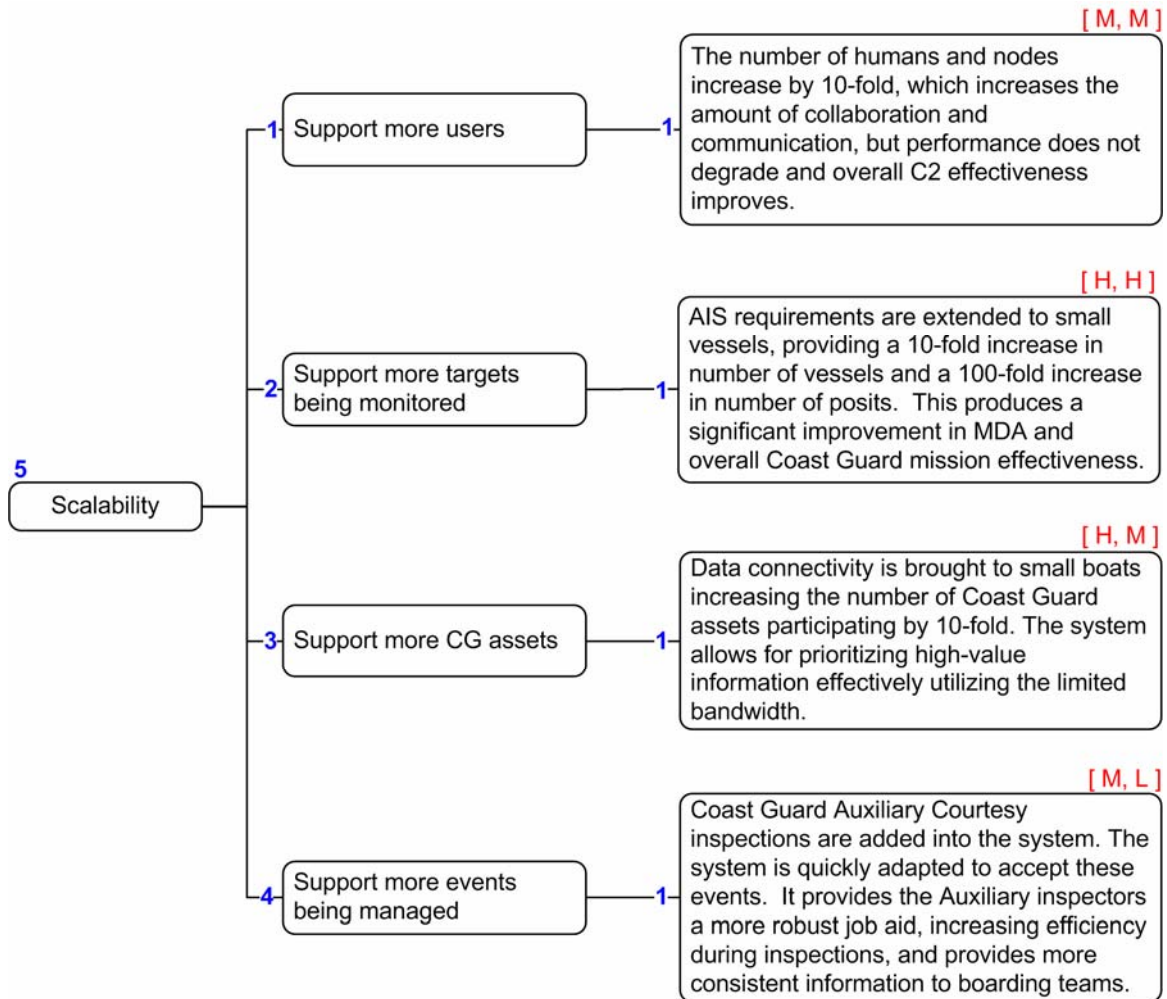 [ M, M ]
The number of humans and nodes
increase by 10-fold, which increases the
amount of collaboration and
communication, but performance does not
degrade and overall C2 effectiveness
improves.
1
Support more users
1
[ H, H ]
AIS requirements are extended to small
vessels, providing a 10-fold increase in
number of vessels and a 100-fold increase
in number of posits.  This produces a
significant improvement in MDA and
overall Coast Guard mission effectiveness.
2
Support more targets
being monitored
1
5
Scalability
[ H, M ]
Data connectivity is brought to small boats
increasing the number of Coast Guard
assets participating by 10-fold. The system
allows for prioritizing high-value
information effectively utilizing the limited
bandwidth.
3
Support more CG assets
1
[ M, L ]
Coast Guard Auxiliary Courtesy
inspections are added into the system. The
system is quickly adapted to accept these
events.  It provides the Auxiliary inspectors
a more robust job aid, increasing efficiency
during inspections, and provides more
consistent information to boarding teams.
4
Support more events
being managed
1